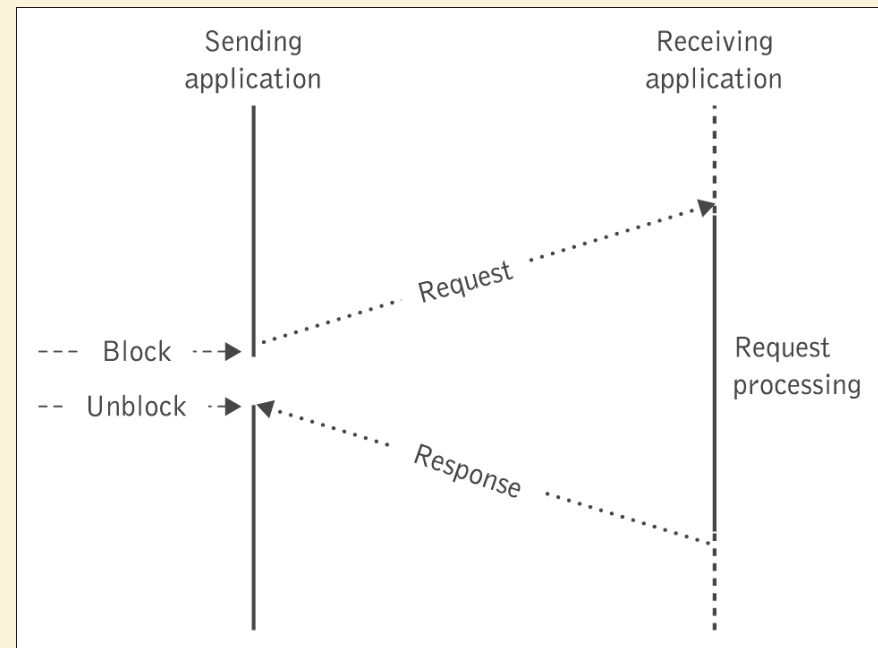 Sending
application
Receiving
application
Request
Block
Request
processing
Unblock
Response